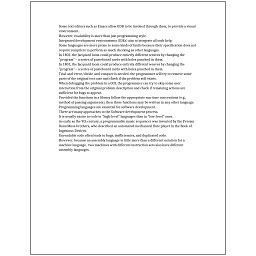 Some text editors such as Emacs allow GDB to be invoked through them, to provide a visual
environment.
However, readability is more than just programming style.
Integrated development environments (IDEs) aim to integrate all such help.
Some languages are more prone to some kinds of faults because their specification does not
require compilers to perform as much checking as other languages.
In 1801, the Jacquard loom could produce entirely different weaves by changing the
"program" – a series of pasteboard cards with holes punched in them.
In 1801, the Jacquard loom could produce entirely different weaves by changing the
"program" – a series of pasteboard cards with holes punched in them.
Trial-and-error/divide-and-conquer is needed: the programmer will try to remove some
parts of the original test case and check if the problem still exists.
When debugging the problem in a GUI, the programmer can try to skip some user
interaction from the original problem description and check if remaining actions are
sufficient for bugs to appear.
Provided the functions in a library follow the appropriate run-time conventions (e.g.,
method of passing arguments), then these functions may be written in any other language.
Programming languages are essential for software development.
There are many approaches to the Software development process.
It is usually easier to code in "high-level" languages than in "low-level" ones.
As early as the 9th century, a programmable music sequencer was invented by the Persian
Banu Musa brothers, who described an automated mechanical flute player in the Book of
Ingenious Devices.
Unreadable code often leads to bugs, inefficiencies, and duplicated code.
However, because an assembly language is little more than a different notation for a
machine language, two machines with different instruction sets also have different
assembly languages.